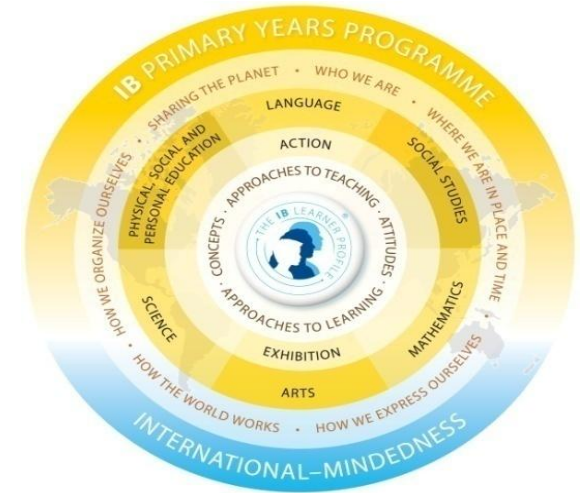 IB PRIMARY YEARS PROGRAMME
SHARING THE PLANET • WHO WE ARE • WHERE WE ARE IN PLACE AND TIME • HOW WE EXPRESS OURSELVES • HOW THE WORLD WORKS • HOW WE ORGANIZE OURSELVES •
LANGUAGE
SOCIAL STUDIES
MATHEMATICS
ARTS
SCIENCE
PHYSICAL, SOCIAL AND
PERSONAL EDUCATION
ACTION
EXHIBITION
APPROACHES TO TEACHING · ATTITUDES · APPROACHES TO LEARNING · CONCEPTS ·
THE IB LEARNER PROFILE ®
INTERNATIONAL–MINDEDNESS